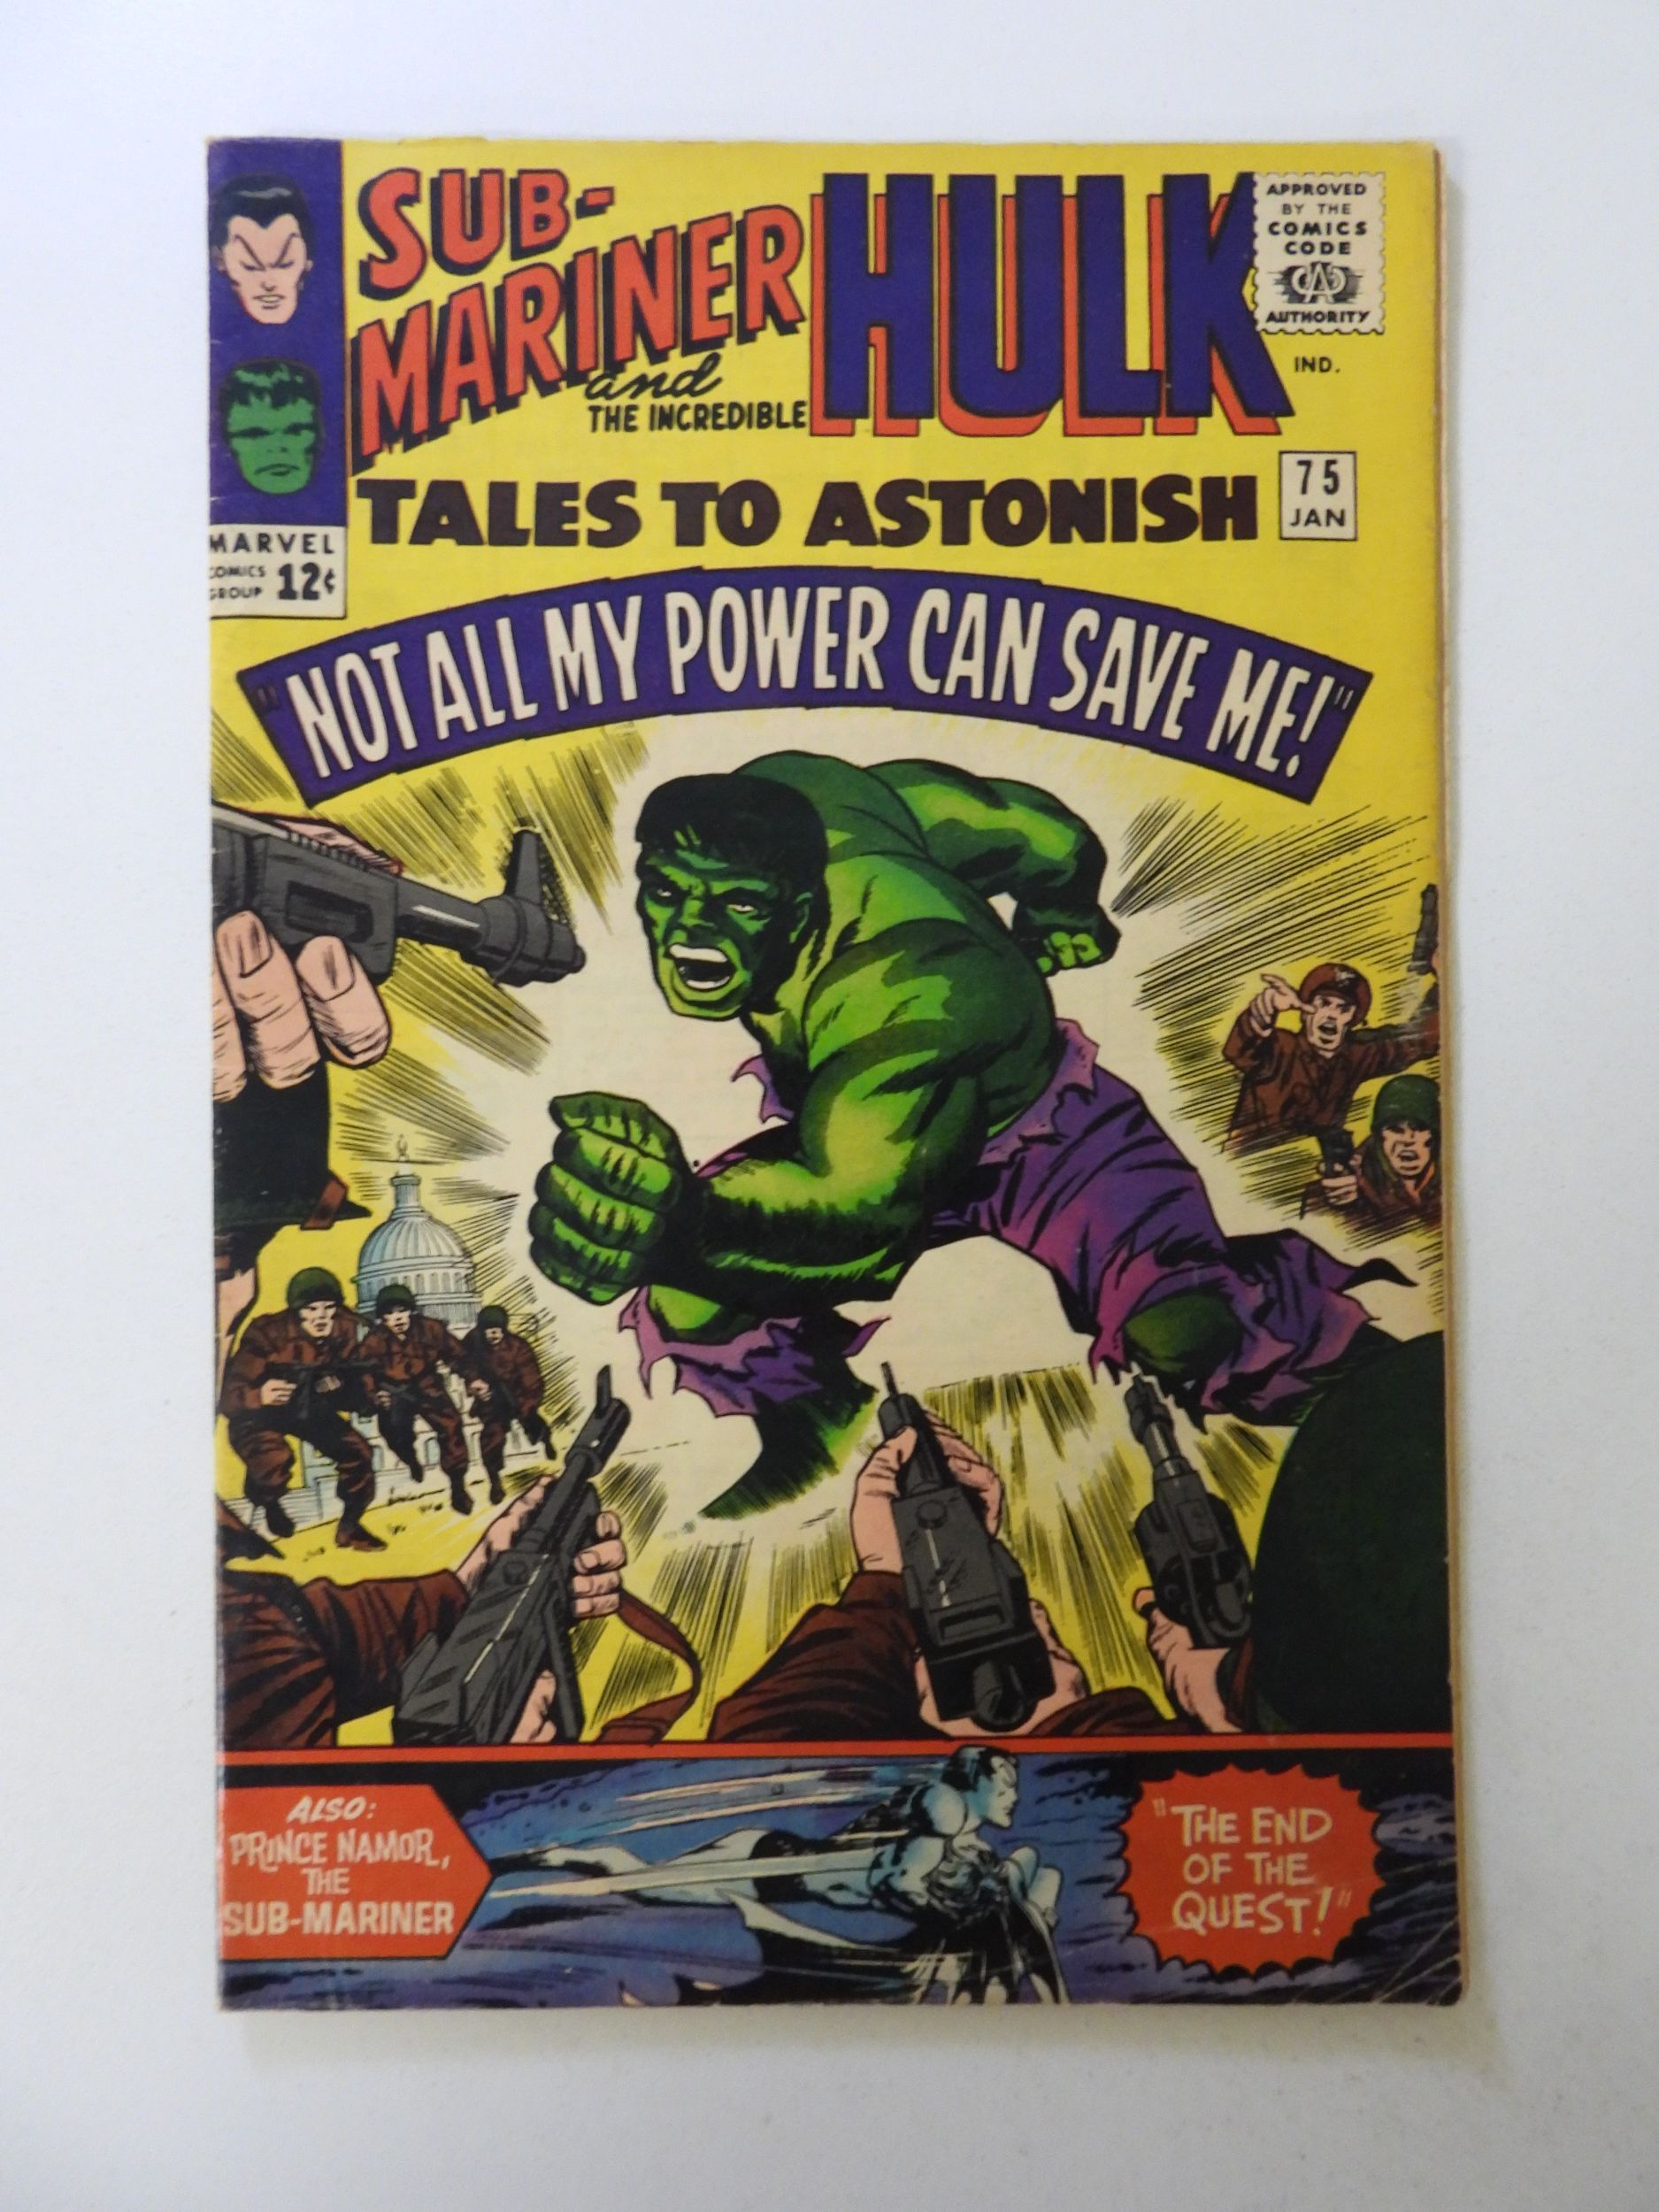 SUB-
MARINER
and
THE INCREDIBLE
HULK
APPROVED
BY THE
COMICS
CODE
CA
AUTHORITY
IND.
TALES TO ASTONISH
75
JAN
MARVEL
COMICS
GROUP
12¢
"NOT ALL MY POWER CAN SAVE ME!"
ALSO:
PRINCE NAMOR,
THE
SUB-MARINER
"THE END
OF THE
QUEST!"